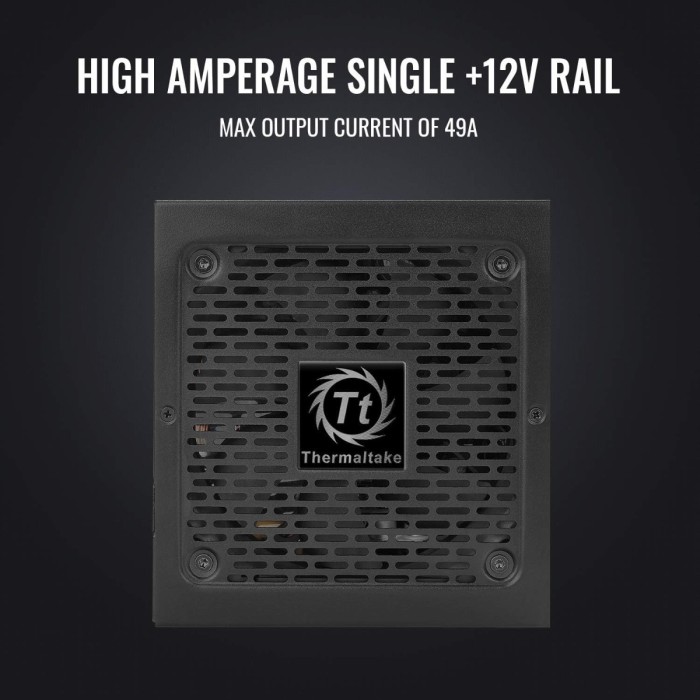 HIGH AMPERAGE SINGLE +12V RAIL
MAX OUTPUT CURRENT OF 49A
Tt
Thermaltake